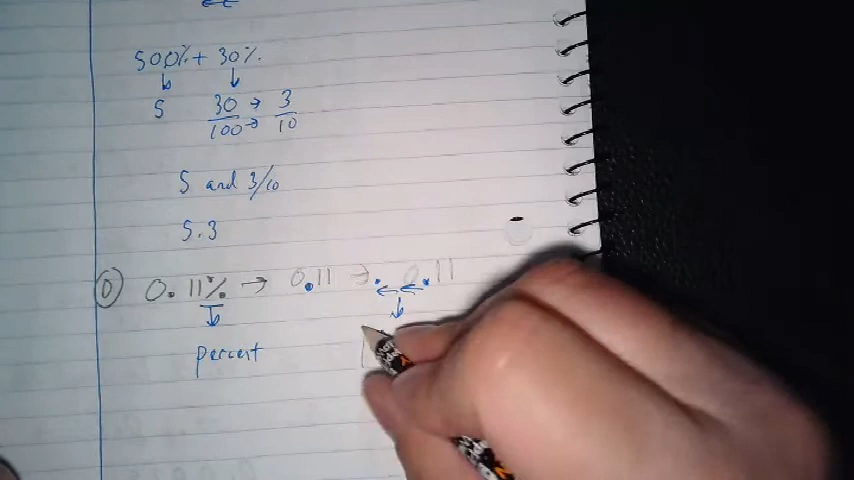 500% + 30%
↓ ↓
5 30/100 → 3/10
5 and 3/10
5.3
D 0.11% → 0.11 → . 0.11
↓ ↓
percent